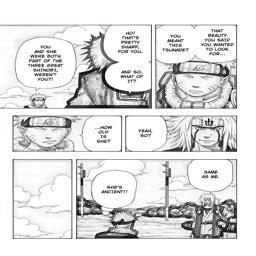 THAT
BEAUTY
YOU SAID
YOU WANTED
TO LOOK
FOR...
YOU
MEANT THIS
TSUNADE?
HO!
THAT'S
PRETTY
SHARP,
FOR YOU.
AND SO,
WHAT OF
IT?
YOU
AND SHE
WERE BOTH
PART OF THE
THREE GREAT
SHINOBI,
WEREN'T
YOU?!
YEAH,
SO?
...HOW
OLD IS
SHE?
SAME
AS ME.
SHE'S
ANCIENT!!